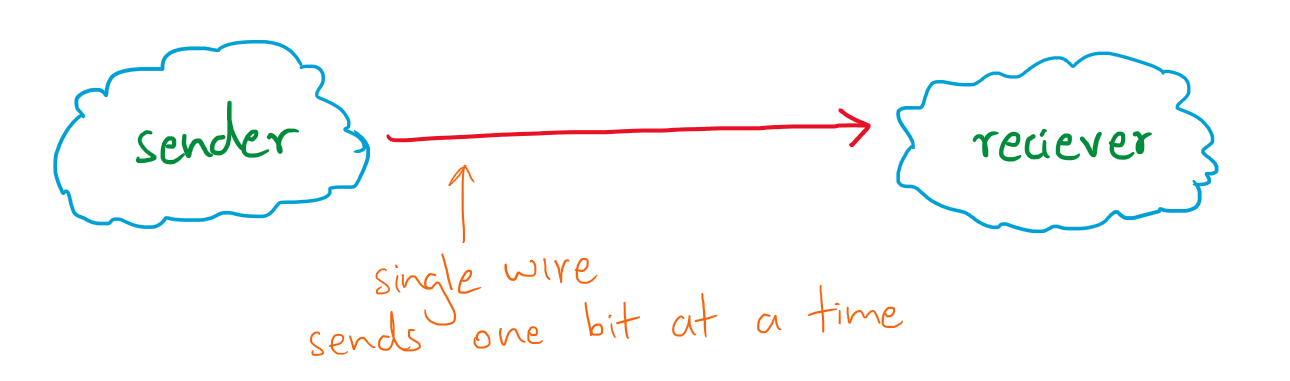 sender
reciever
single wire
sends one bit at a time